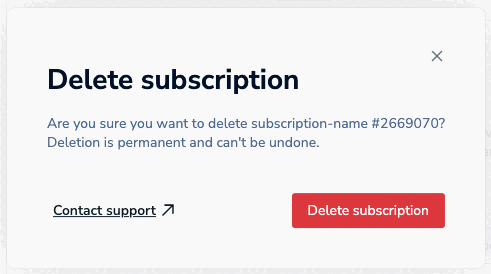 Delete subscription
Are you sure you want to delete subscription-name #2669070?
Deletion is permanent and can't be undone.
Contact support
Delete subscription